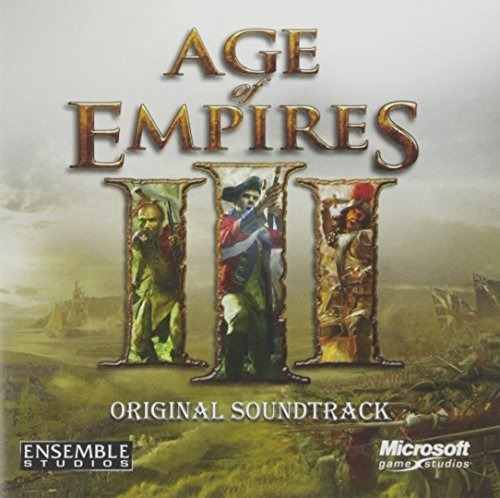 AGE
of
EMPIRES
III
ORIGINAL SOUNDTRACK
ENSEMBLE
STUDIOS
Microsoft
game studios